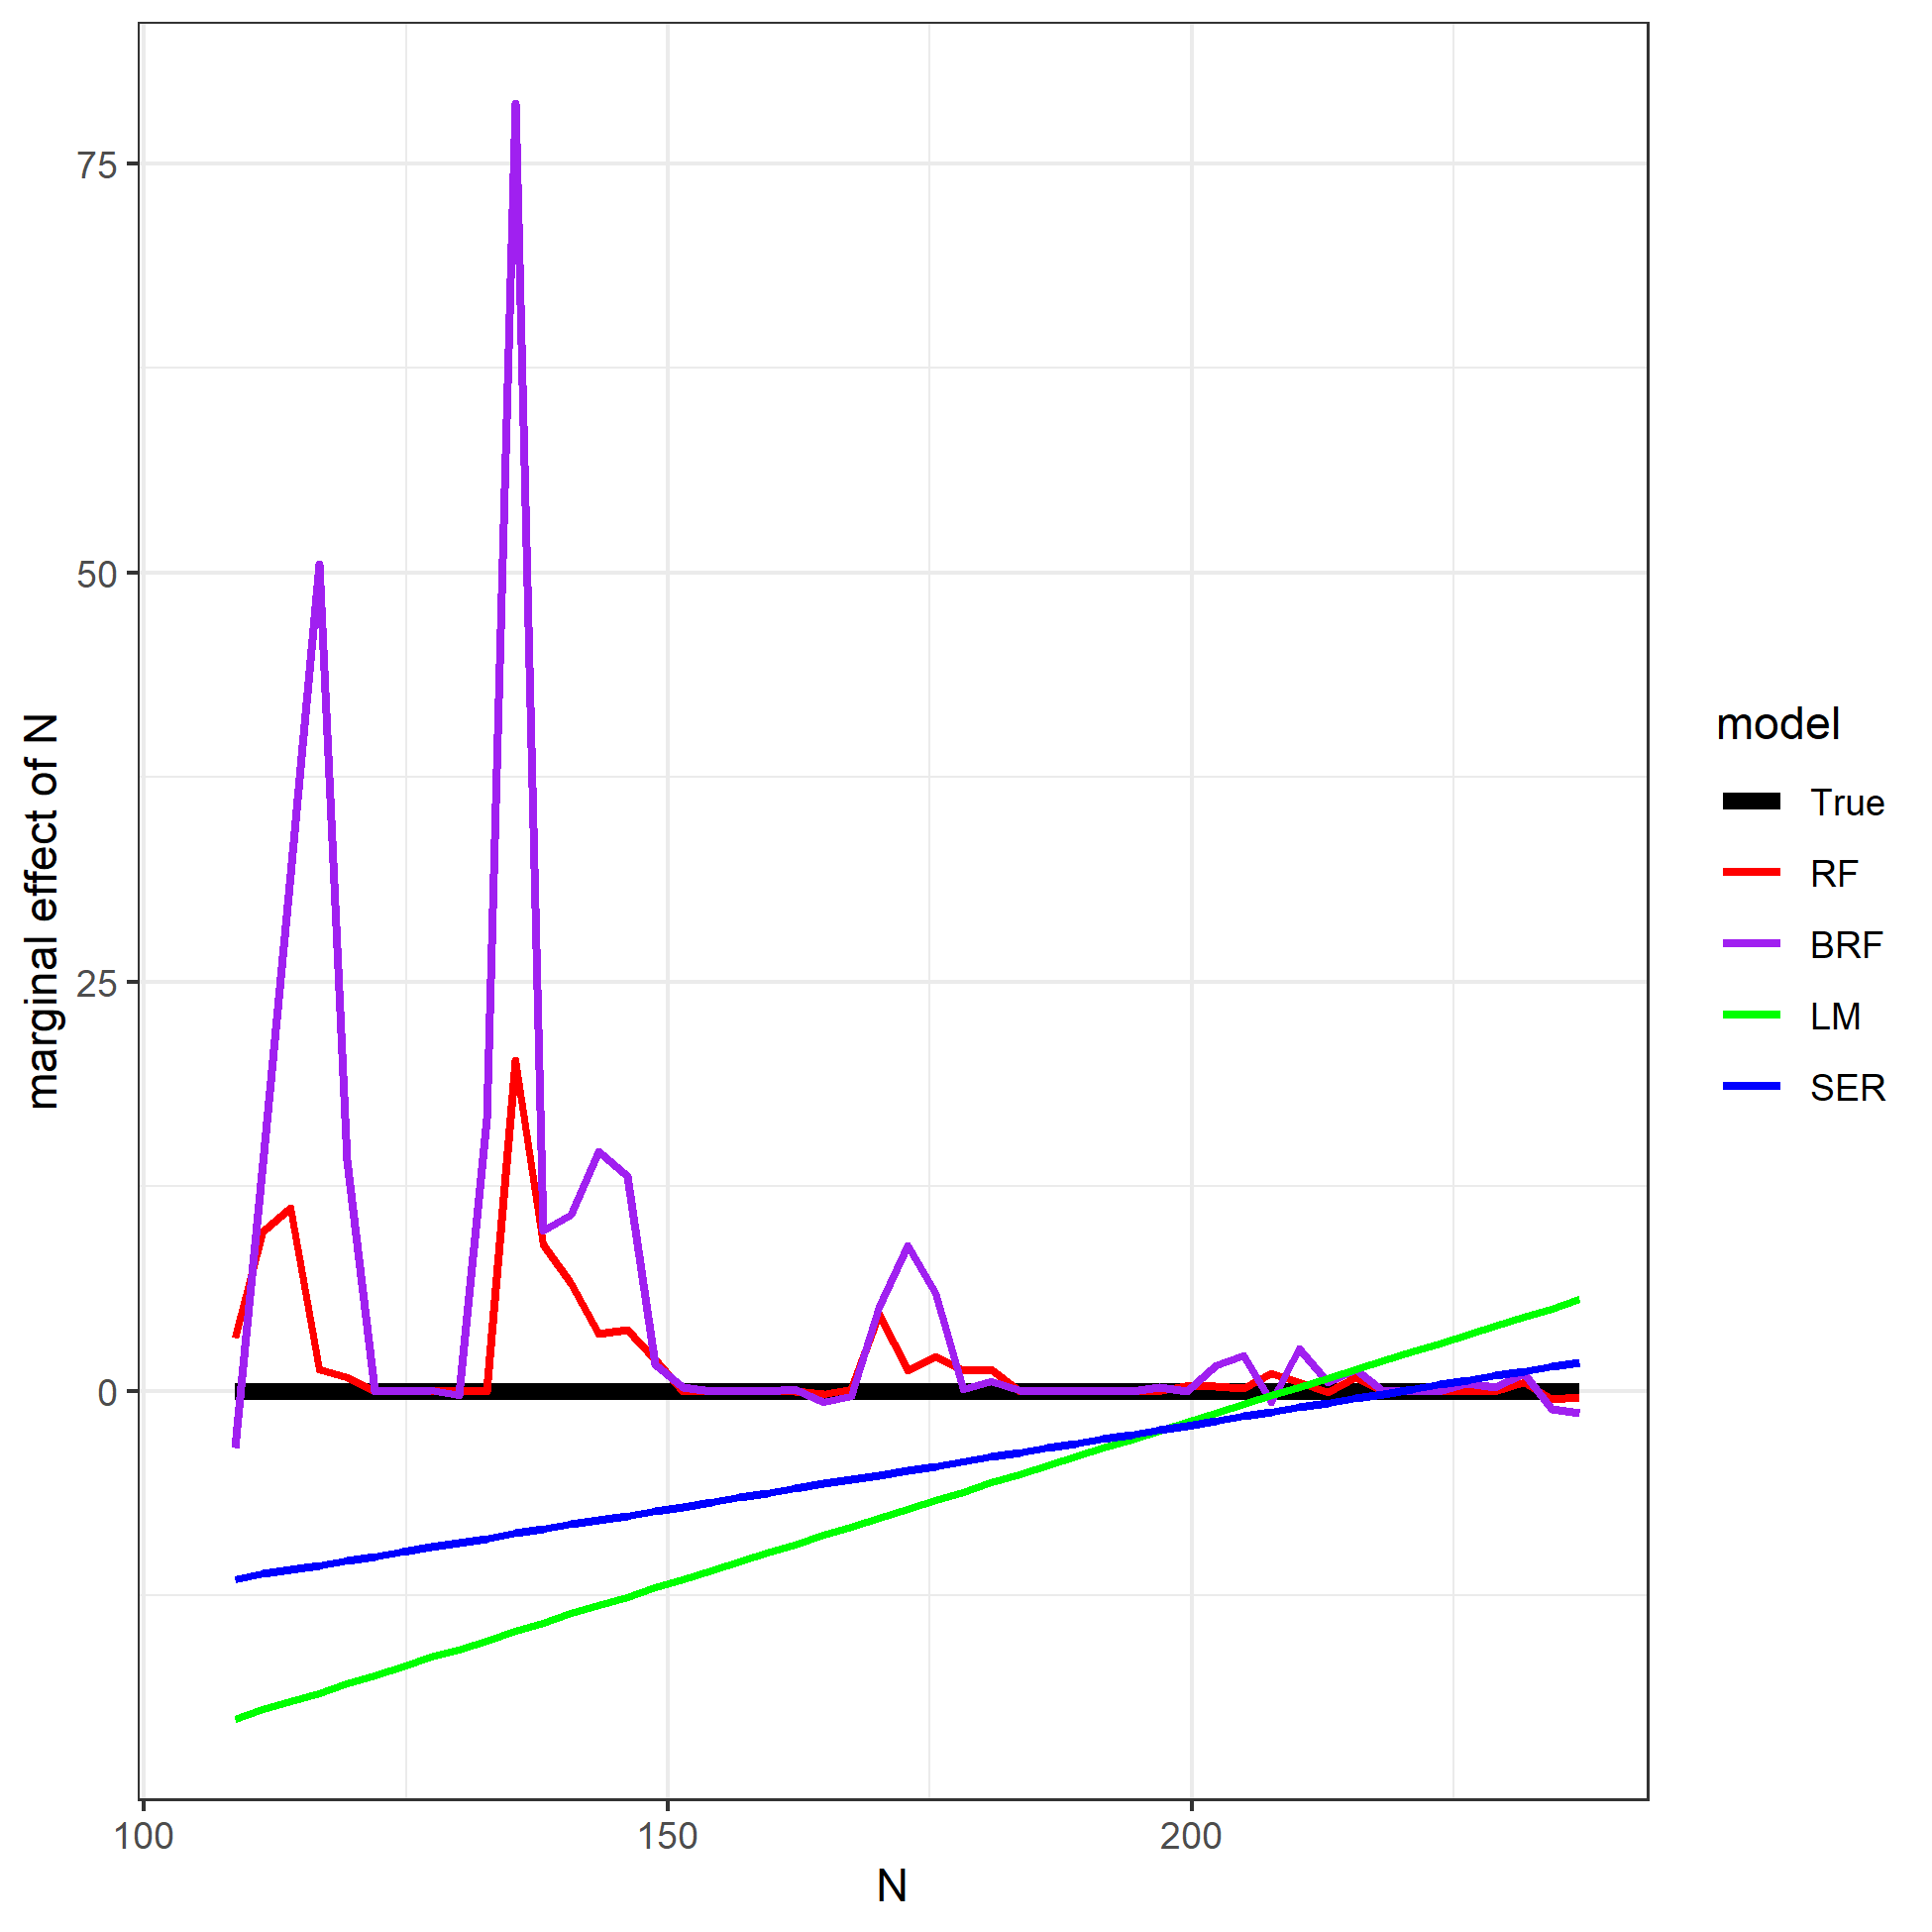 75
50
25
0
marginal effect of N
100
150
200
N
model
True
RF
BRF
LM
SER